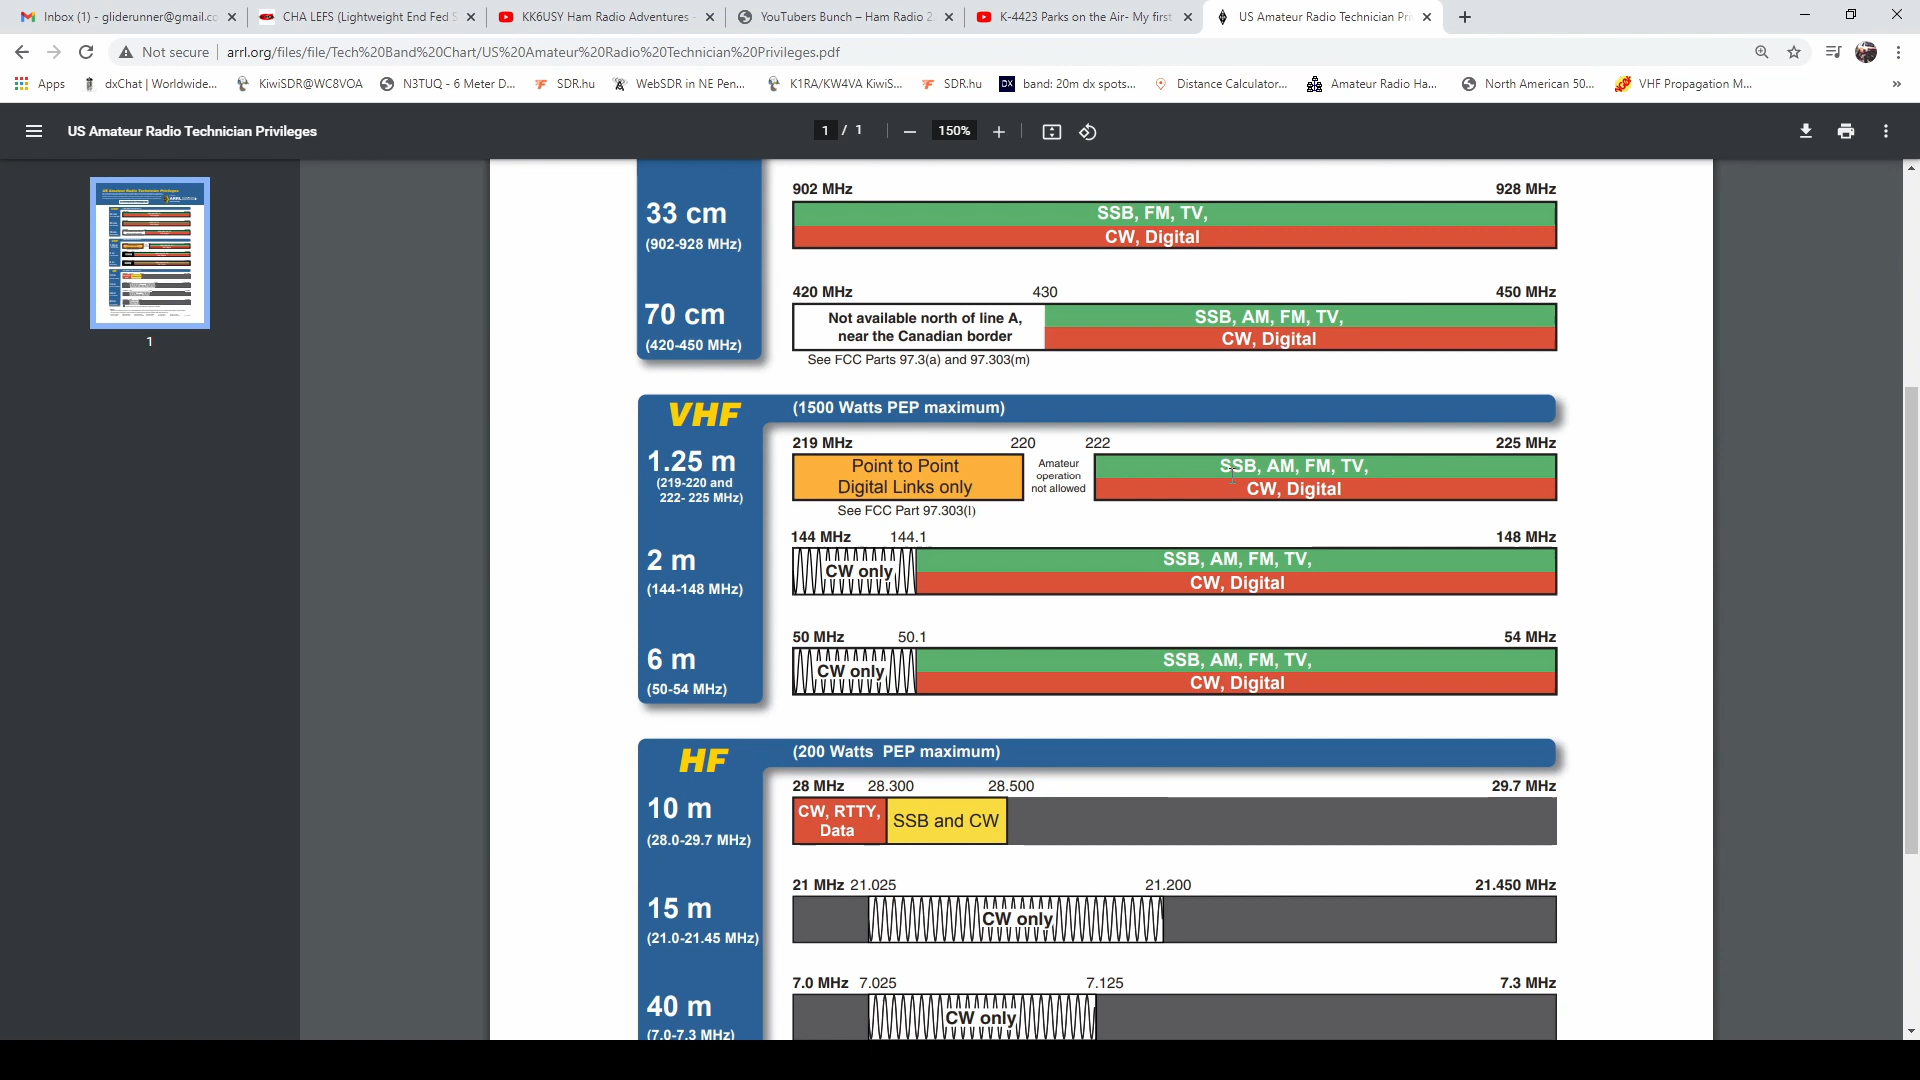 Inbox (1) - gliderunner@gmail.cc
CHA LEFS (Lightweight End Fed S
KK6USY Ham Radio Adventures -
YouTubers Bunch – Ham Radio 2
K-4423 Parks on the Air- My first
US Amateur Radio Technician Pri
Not secure
arrl.org/files/file/Tech%20Band%20Chart/US%20Amateur%20Radio%20Technician%20Privileges.pdf
Apps
dxChat | Worldwide...
KiwiSDR@WC8VOA
N3TUQ - 6 Meter D...
SDR.hu
WebSDR in NE Pen...
K1RA/KW4VA KiwiS...
SDR.hu
DX
band: 20m dx spots...
Distance Calculator...
Amateur Radio Ha...
North American 50...
VHF Propagation M...
»
US Amateur Radio Technician Privileges
1 / 1
150%
1
902 MHz
928 MHz
33 cm
(902-928 MHz)
SSB, FM, TV,
CW, Digital
420 MHz
430
450 MHz
70 cm
(420-450 MHz)
Not available north of line A,
near the Canadian border
SSB, AM, FM, TV,
CW, Digital
See FCC Parts 97.3(a) and 97.303(m)
VHF
(1500 Watts PEP maximum)
219 MHz
220
222
225 MHz
1.25 m
(219-220 and
222- 225 MHz)
Point to Point
Digital Links only
Amateur
operation
not allowed
SSB, AM, FM, TV,
CW, Digital
See FCC Part 97.303(l)
144 MHz
144.1
148 MHz
2 m
(144-148 MHz)
CW only
SSB, AM, FM, TV,
CW, Digital
50 MHz
50.1
54 MHz
6 m
(50-54 MHz)
CW only
SSB, AM, FM, TV,
CW, Digital
HF
(200 Watts PEP maximum)
28 MHz
28.300
28.500
29.7 MHz
10 m
(28.0-29.7 MHz)
CW, RTTY,
Data
SSB and CW
21 MHz
21.025
21.200
21.450 MHz
15 m
(21.0-21.45 MHz)
CW only
7.0 MHz
7.025
7.125
7.3 MHz
40 m
(7.0-7.3 MHz)
CW only